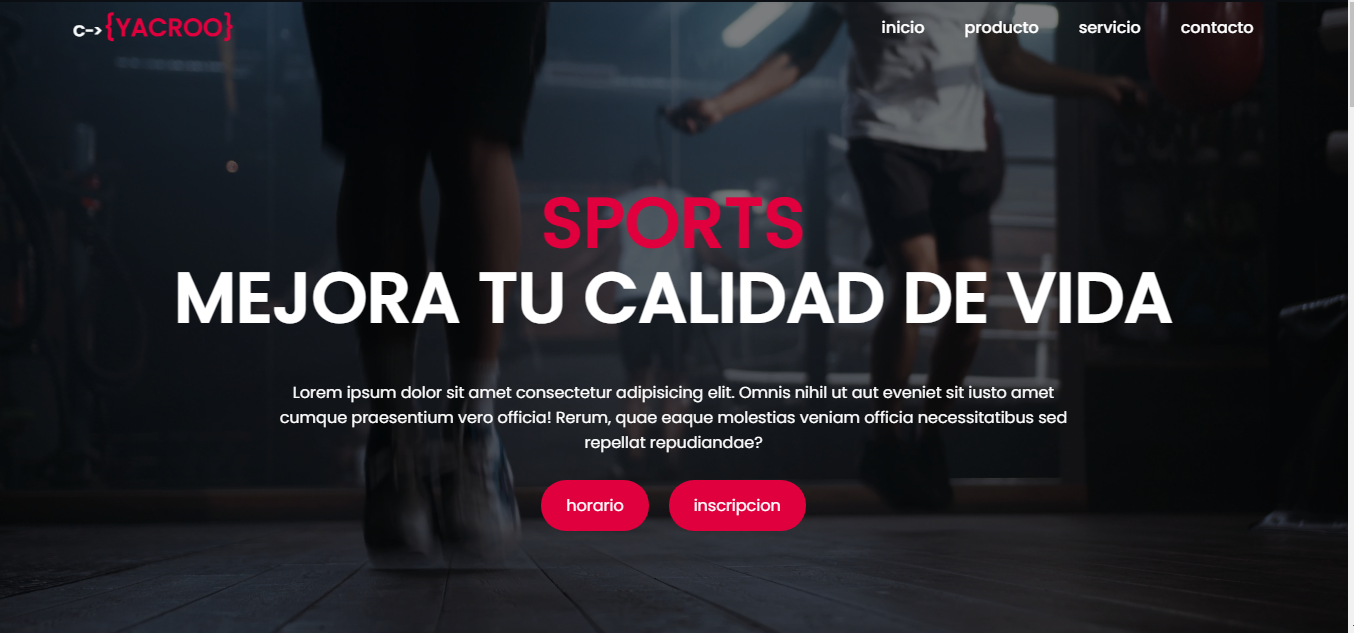 c->{YACROO}
inicio producto servicio contacto
SPORTS
MEJORA TU CALIDAD DE VIDA
Lorem ipsum dolor sit amet consectetur adipisicing elit. Omnis nihil ut aut eveniet sit iusto amet
cumque praesentium vero officia! Rerum, quae eaque molestias veniam officia necessitatibus sed
repellat repudiandae?
horario
inscripcion